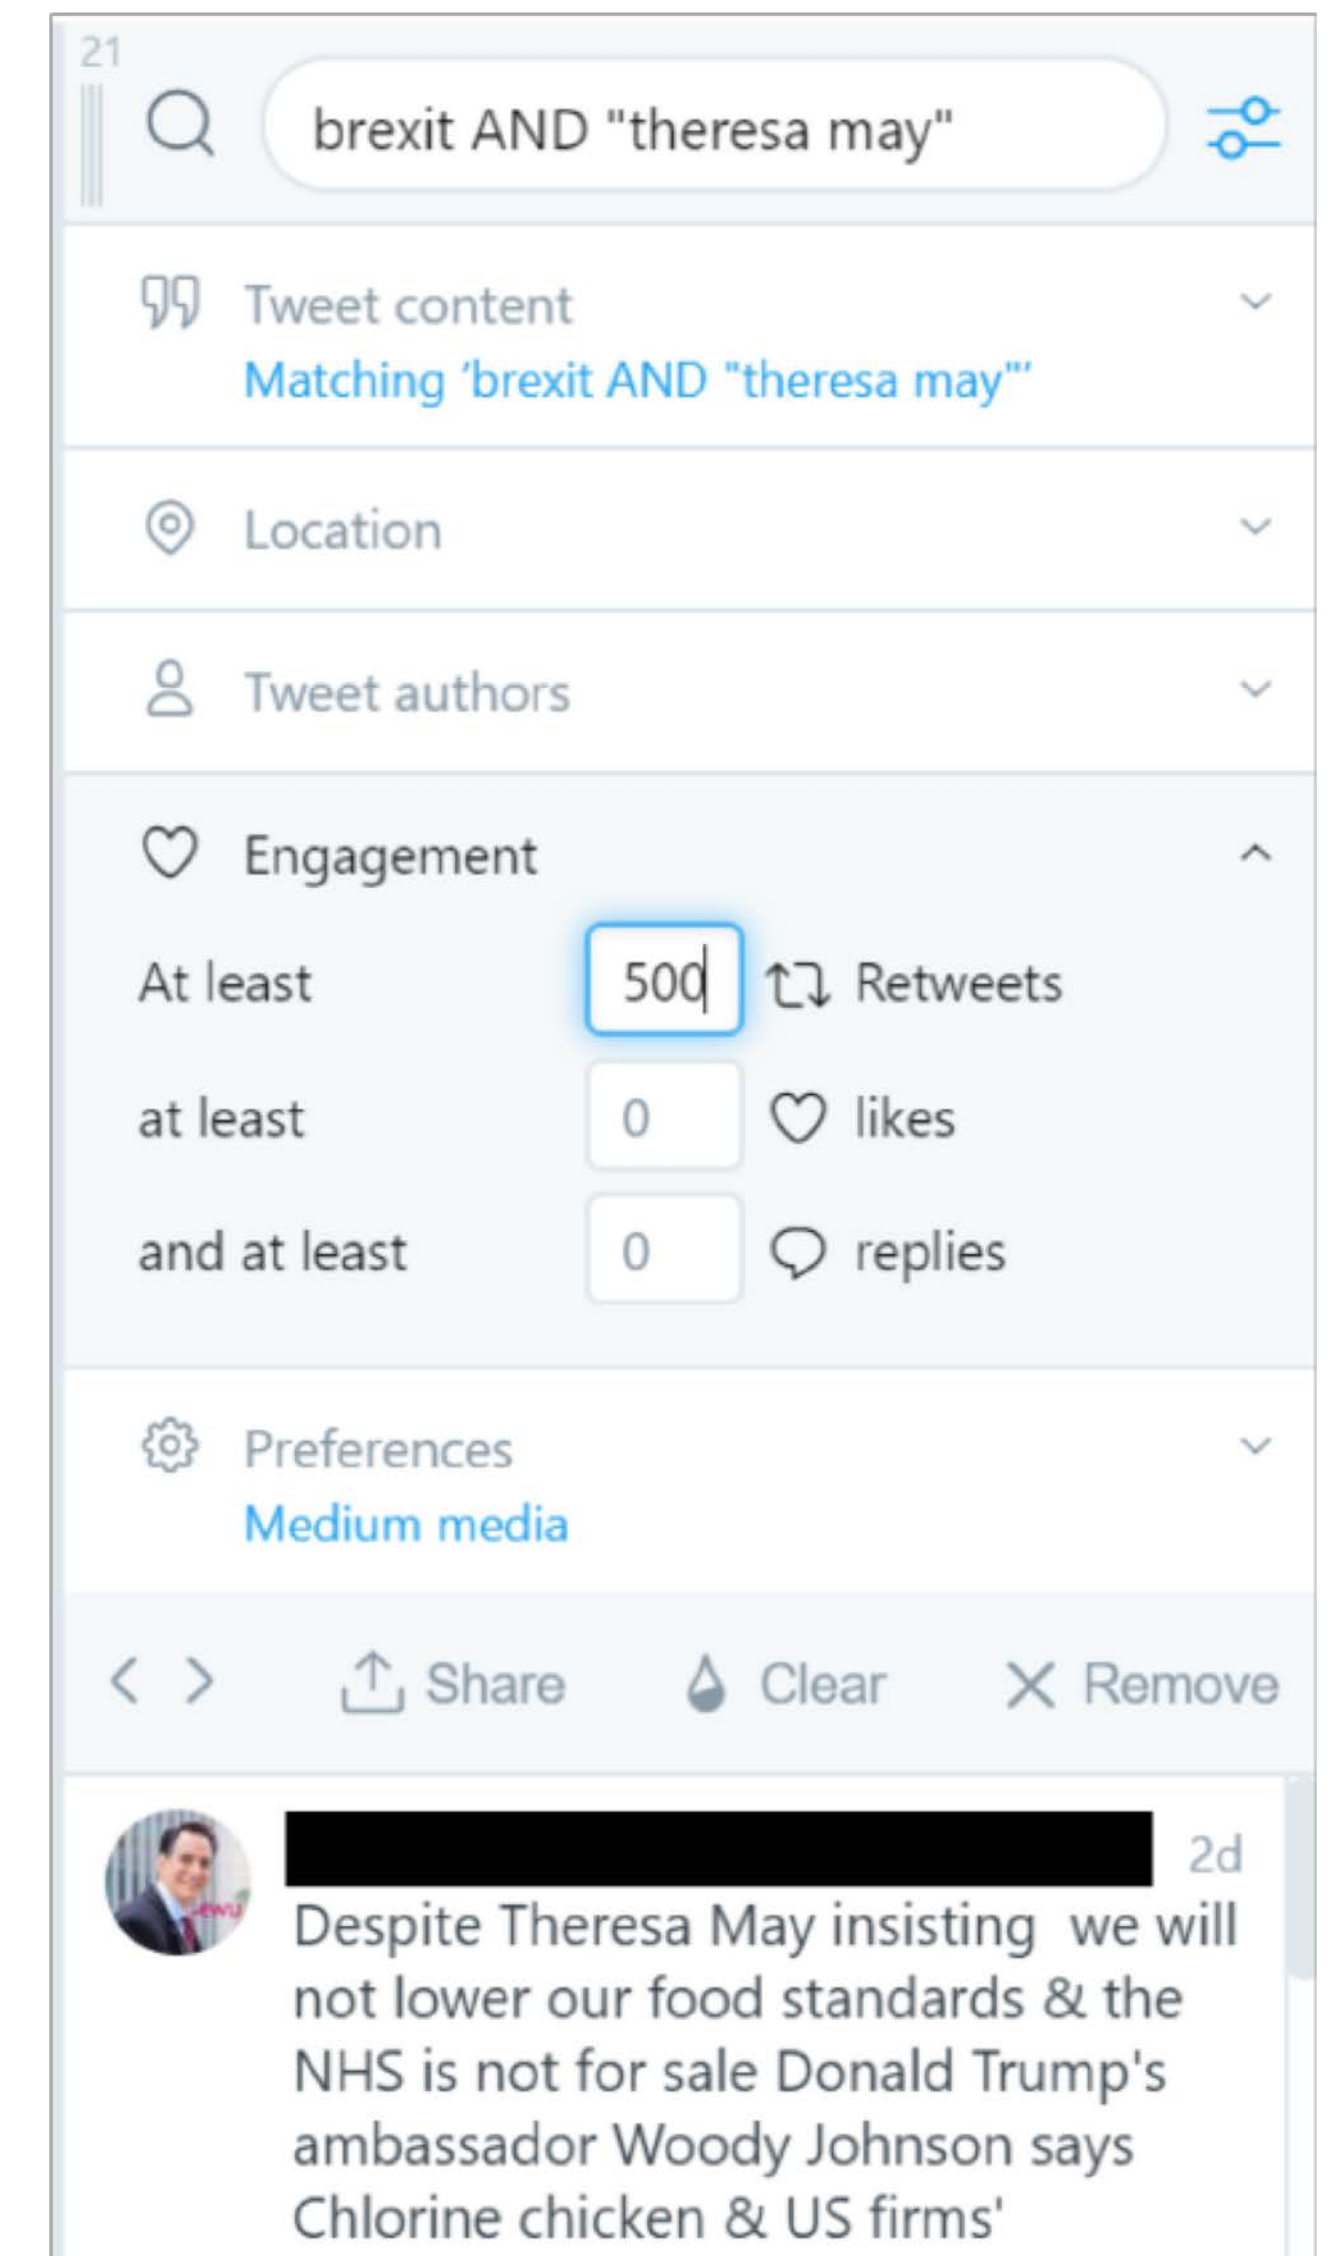 21
brexit AND "theresa may"
Tweet content
Matching ‘brexit AND "theresa may"’
Location
Tweet authors
Engagement
At least 500 Retweets
at least 0 likes
and at least 0 replies
Preferences
Medium media
Share Clear Remove
2d
Despite Theresa May insisting  we will
not lower our food standards & the
NHS is not for sale Donald Trump's
ambassador Woody Johnson says
Chlorine chicken & US firms'